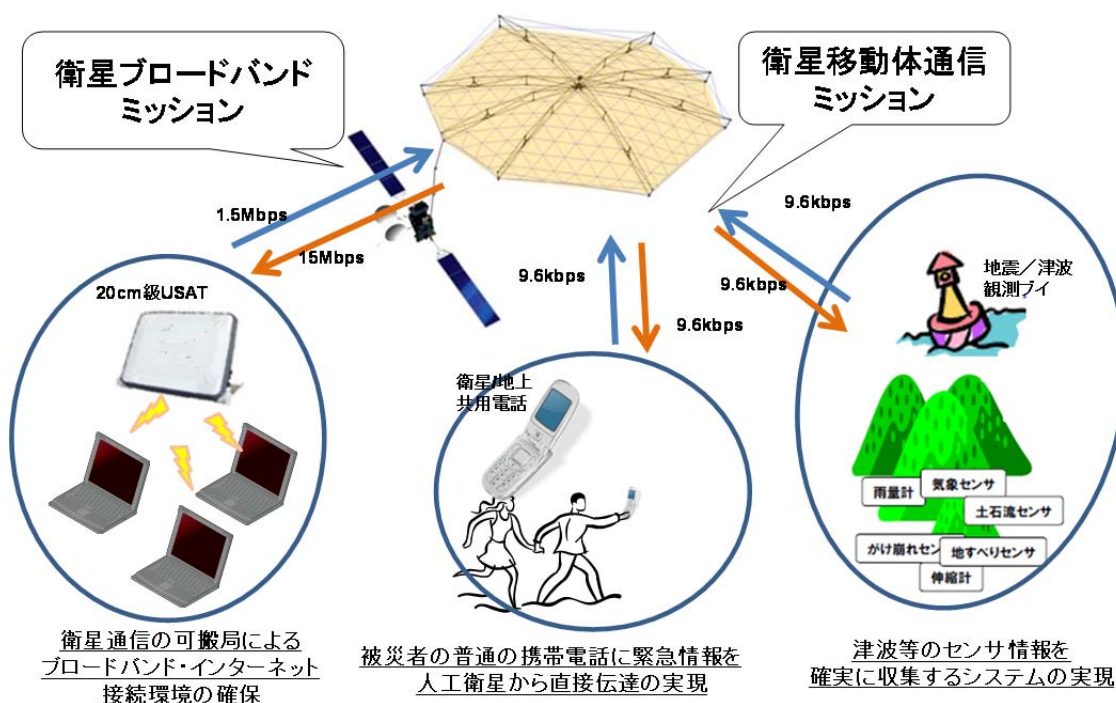 衛星ブロードバンド
ミッション
衛星移動体通信
ミッション
1.5Mbps
15Mbps
9.6kbps
9.6kbps
9.6kbps
9.6kbps
20cm級USAT
衛星/地上
共用電話
地震／津波
観測ブイ
雨量計
気象センサ
土石流センサ
がけ崩れセン
地すべりセンサ
伸縮計
衛星通信の可搬局による
ブロードバンド・インターネット
接続環境の確保
被災者の普通の携帯電話に緊急情報を
人工衛星から直接伝達の実現
津波等のセンサ情報を
確実に収集するシステムの実現